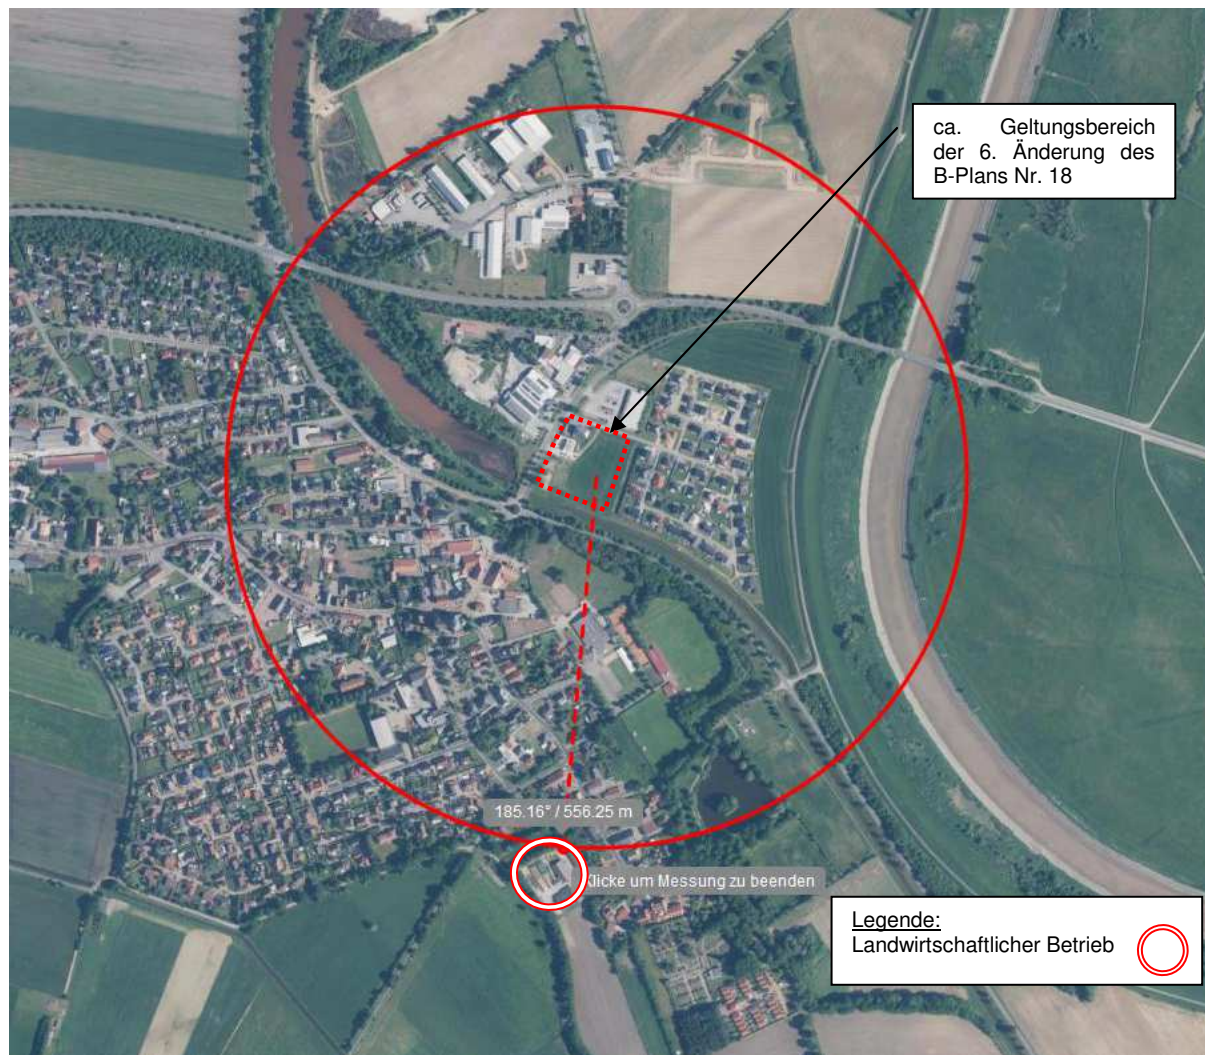 ca. Geltungsbereich
der 6. Änderung des
B-Plans Nr. 18
185.16° / 556.25 m
Klicke um Messung zu beenden
Legende:
Landwirtschaftlicher Betrieb